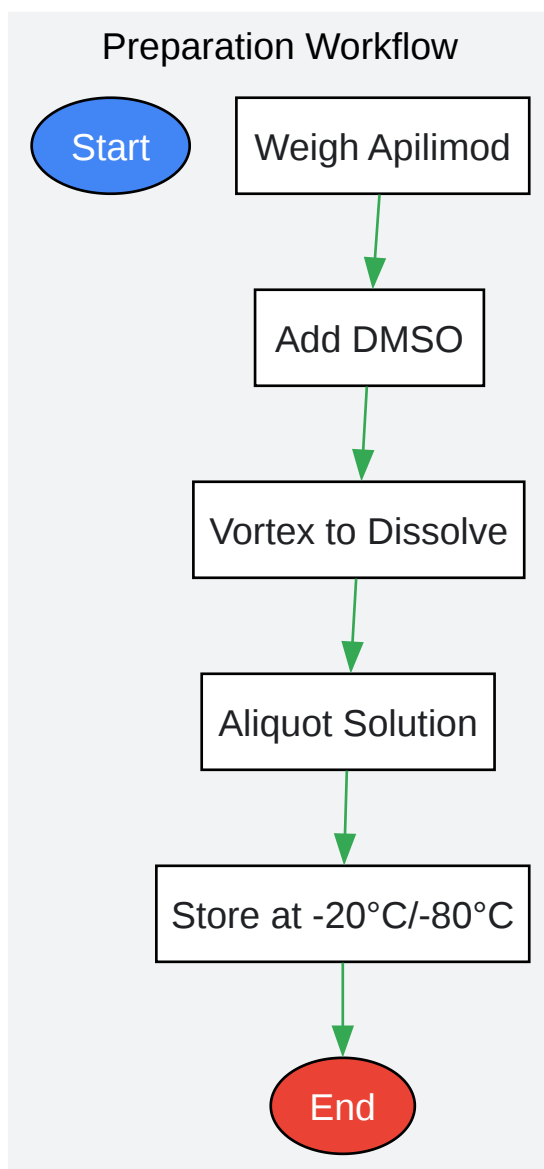 Preparation Workflow
Start
Weigh Apilimod
Add DMSO
Vortex to Dissolve
Aliquot Solution
Store at -20°C/-80°C
End